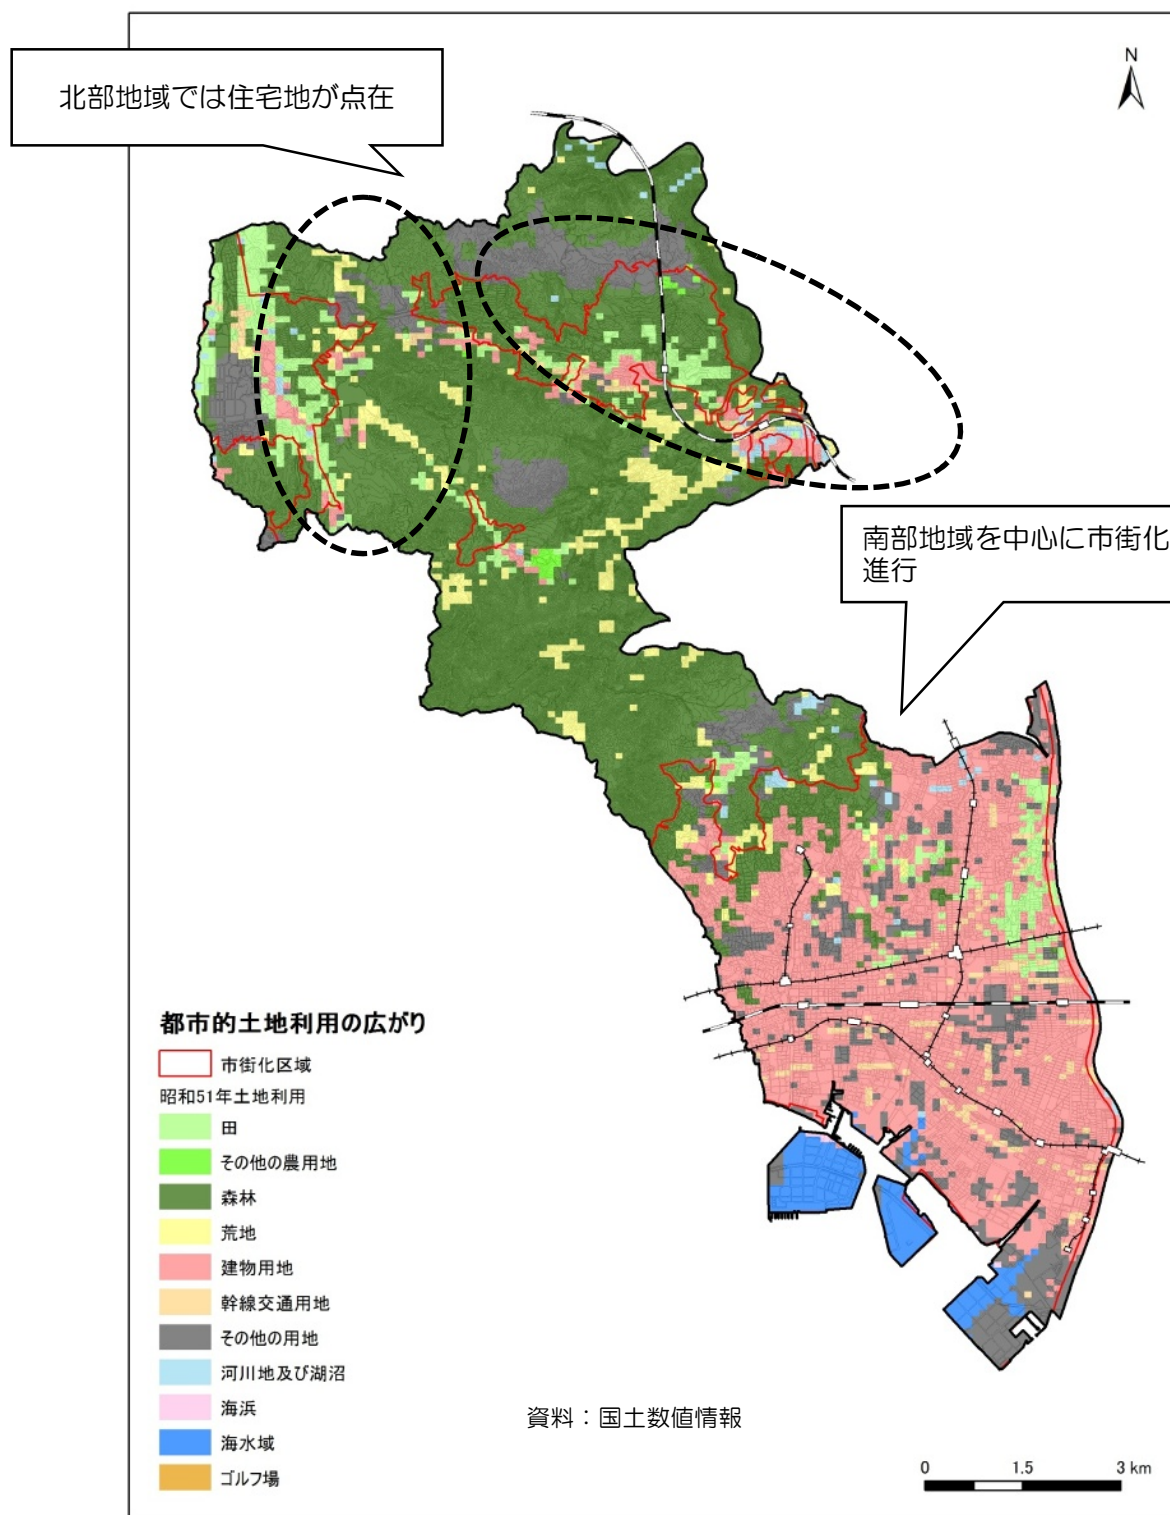 N
北部地域では住宅地が点在
南部地域を中心に市街化
進行
都市的土地利用の広がり
市街化区域
昭和51年土地利用
田
その他の農用地
森林
荒地
建物用地
幹線交通用地
その他の用地
河川地及び湖沼
海浜
海水域
ゴルフ場
資料：国土数値情報
0 1.5 3 km